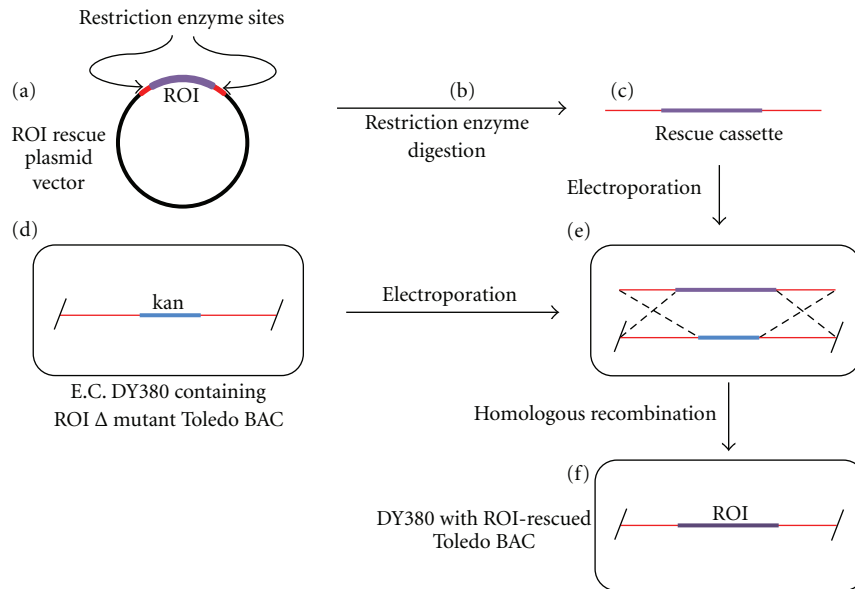 Restriction enzyme sites
(a)
ROI
ROI rescue
plasmid
vector
(b)
Restriction enzyme
digestion
(c)
Rescue cassette
Electroporation
(d)
kan
E.C. DY380 containing
ROI Δ mutant Toledo BAC
Electroporation
(e)
Homologous recombination
(f)
ROI
DY380 with ROI-rescued
Toledo BAC